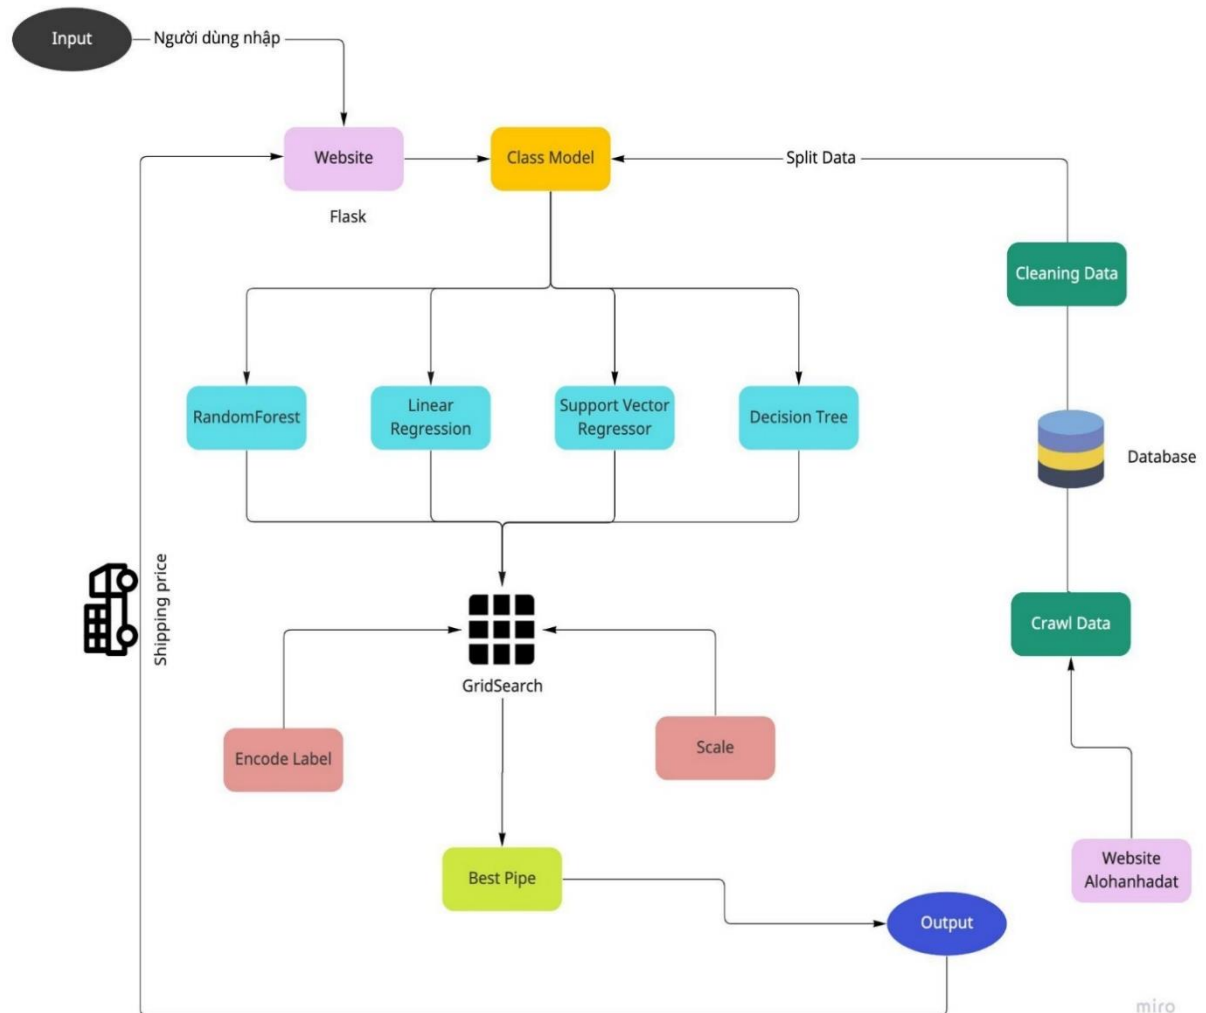 Input
Người dùng nhập
Website
Class Model
Split Data
Flask
Cleaning Data
RandomForest
Linear
Regression
Support Vector
Regressor
Decision Tree
Database
Shipping price
Crawl Data
GridSearch
Encode Label
Scale
Best Pipe
Website
Alohanhadat
Output
miro